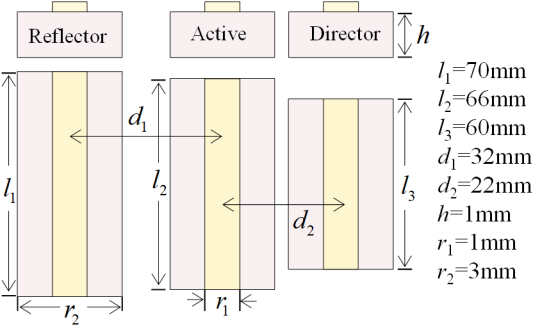 Reflector
Active
Director
h
d₁
l₁
l₂
d₂
l₃
r₂
r₁
l₁=70mm
l₂=66mm
l₃=60mm
d₁=32mm
d₂=22mm
h=1mm
r₁=1mm
r₂=3mm